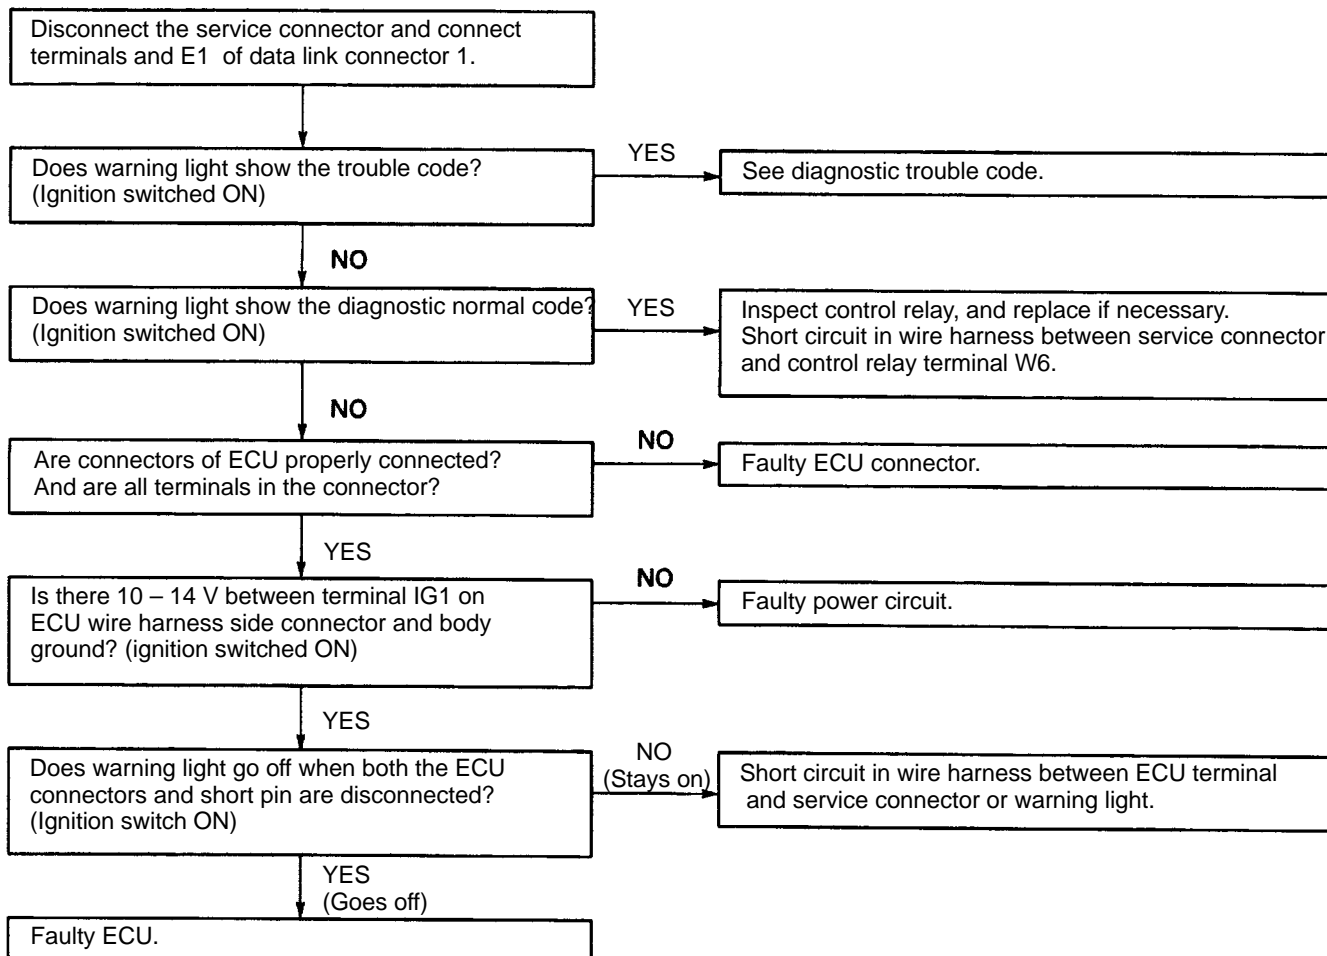 Disconnect the service connector and connect
terminals and E1 of data link connector 1.
Does warning light show the trouble code?
(Ignition switched ON)
YES
See diagnostic trouble code.
NO
Does warning light show the diagnostic normal code?
(Ignition switched ON)
YES
Inspect control relay, and replace if necessary.
Short circuit in wire harness between service connector
and control relay terminal W6.
NO
Are connectors of ECU properly connected?
And are all terminals in the connector?
NO
Faulty ECU connector.
YES
Is there 10 – 14 V between terminal IG1 on
ECU wire harness side connector and body
ground? (ignition switched ON)
NO
Faulty power circuit.
YES
Does warning light go off when both the ECU
connectors and short pin are disconnected?
(Ignition switch ON)
NO
(Stays on)
Short circuit in wire harness between ECU terminal
and service connector or warning light.
YES
(Goes off)
Faulty ECU.